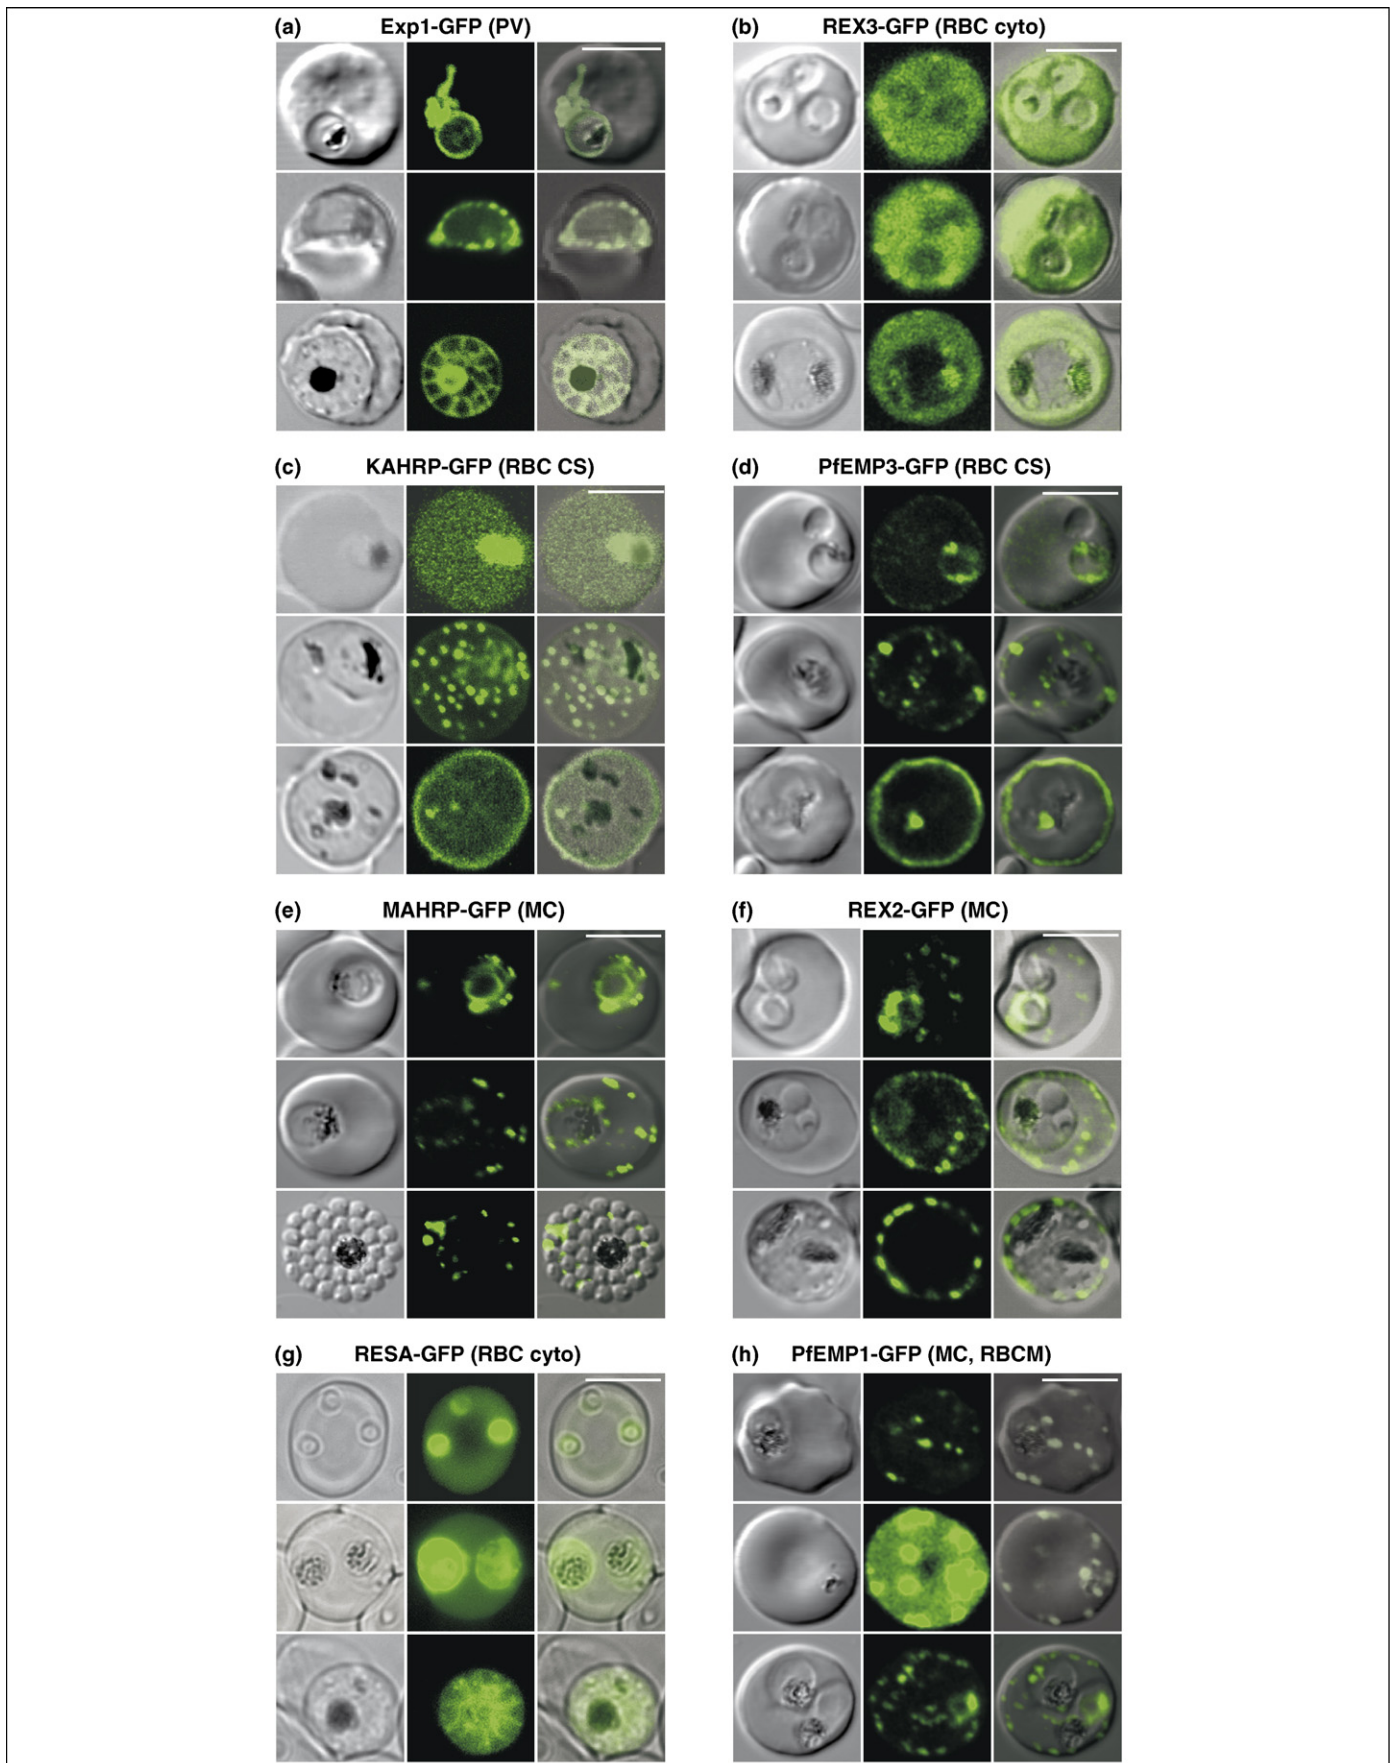 (a) Exp1-GFP (PV)
(b) REX3-GFP (RBC cyto)
(c) KAHRP-GFP (RBC CS)
(d) PfEMP3-GFP (RBC CS)
(e) MAHRP-GFP (MC)
(f) REX2-GFP (MC)
(g) RESA-GFP (RBC cyto)
(h) PfEMP1-GFP (MC, RBCM)